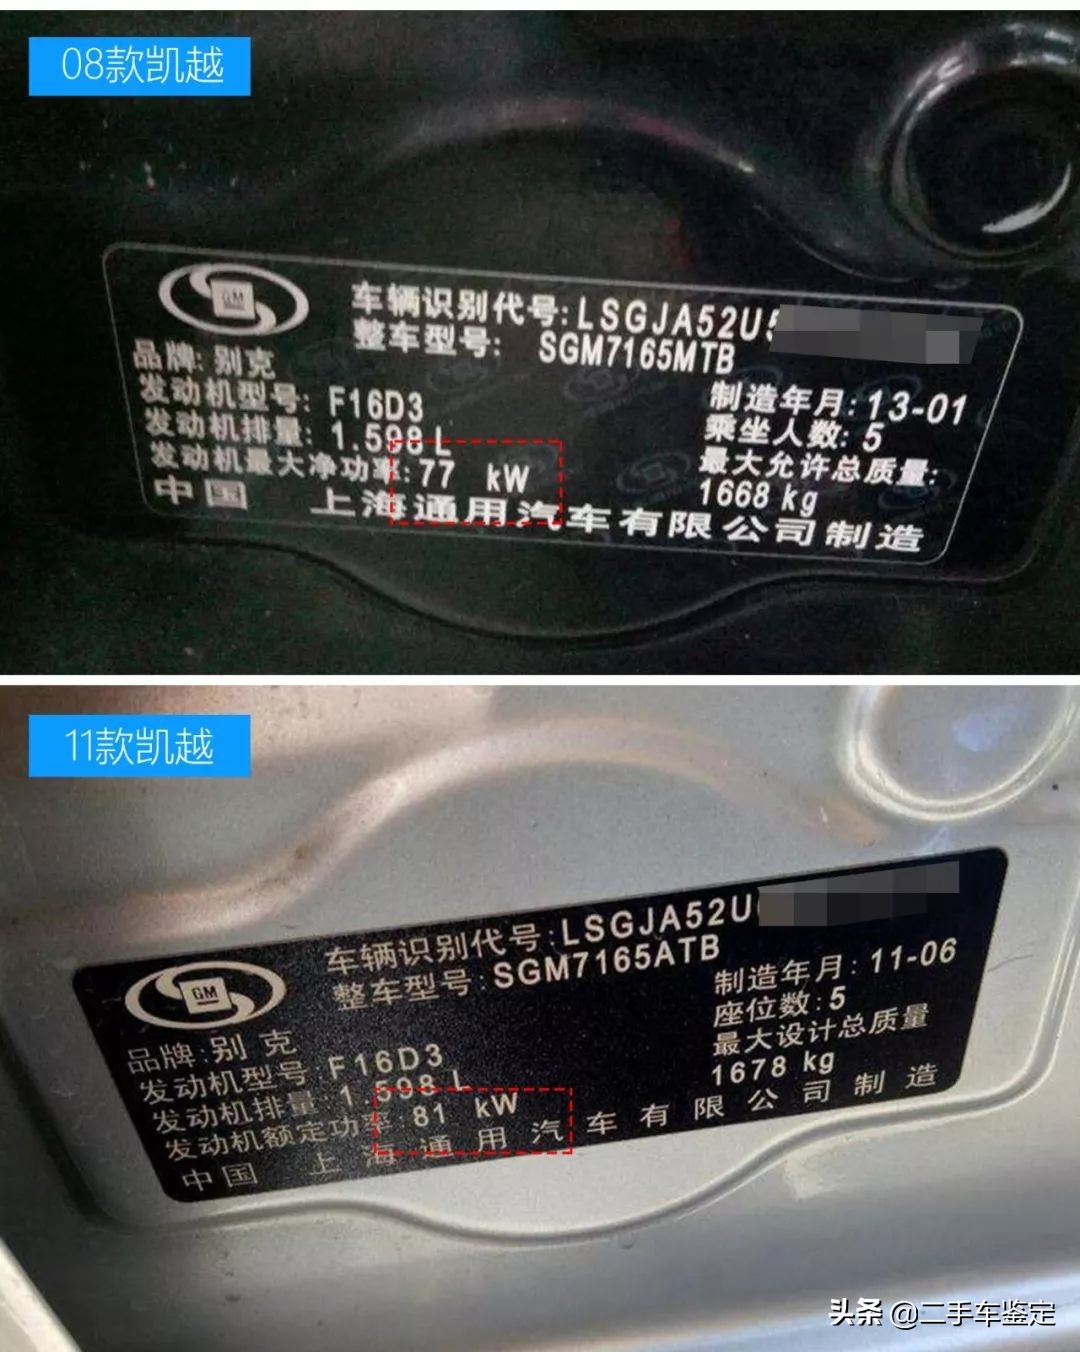 08款凯越
GM
车辆识别代号:LSGJA52U5
整车型号: SGM7165MTB
品牌: 别克
发动机型号: F16D3
制造年月: 13-01
发动机排量: 1.598 L
乘坐人数: 5
发动机最大净功率:77 kW
最大允许总质量:
1668 kg
中国 上海通用汽车有限公司制造
11款凯越
GM
车辆识别代号:LSGJA52U
整车型号:SGM7165ATB
品牌:别 克
制造年月: 11-06
发动机型号 F16D3
座位数:5
发动机排量 1.598 L
最大设计总质量
1678 kg
发动机额定功率:81 kW
中国 上海通用汽车有限公司制造
头条 @二手车鉴定